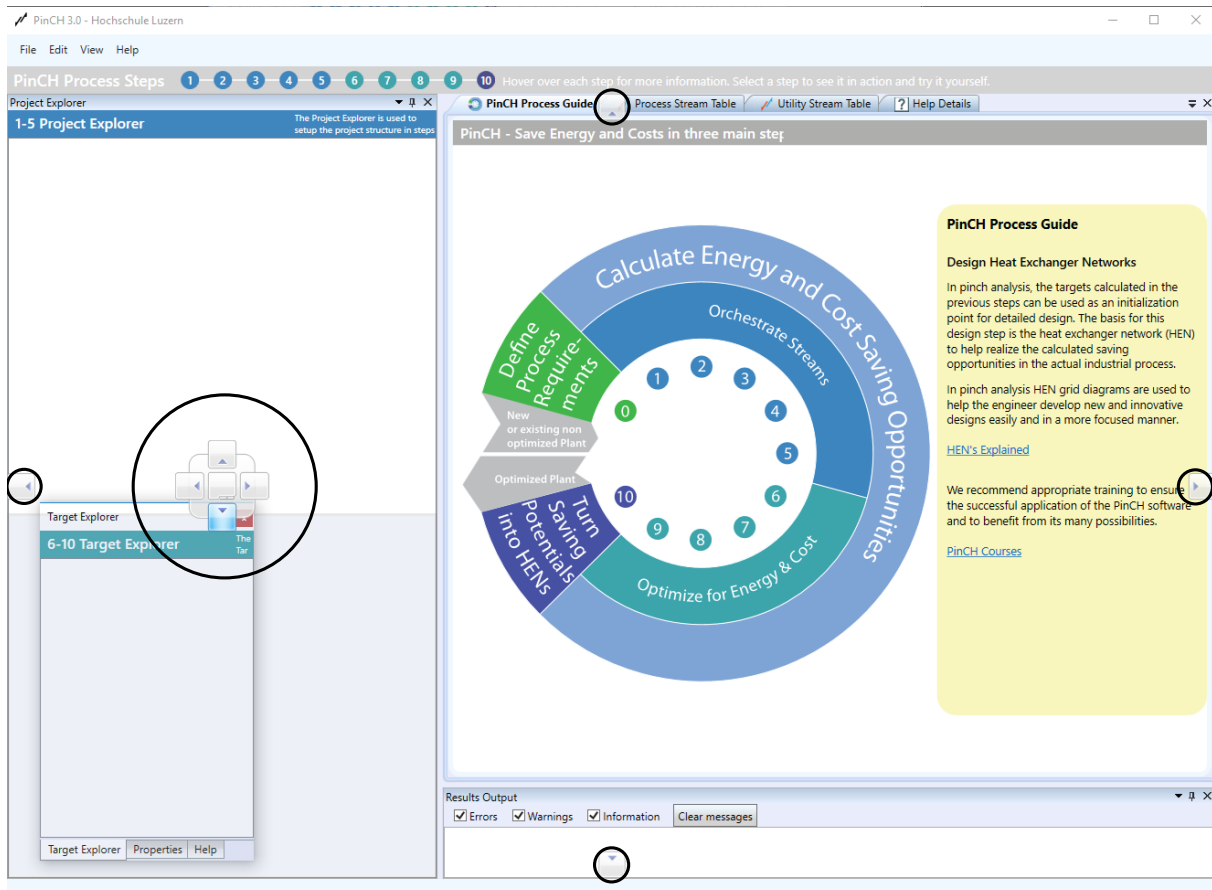 PinCH 3.0 - Hochschule Luzern
File Edit View Help
PinCH Process Steps 1 2 3 4 5 6 7 8 9 10 Hover over each step for more information. Select a step to see it in action and try it yourself.
Project Explorer
1-5 Project Explorer
The Project Explorer is used to
setup the project structure in steps
Target Explorer
6-10 Target Explorer
The
Tar
Target Explorer Properties Help
PinCH Process Guide Process Stream Table Utility Stream Table ? Help Details
PinCH - Save Energy and Costs in three main step
Calculate Energy and Cost Saving Opportunities
Orchestrate Streams
Define
Process
Require-
ments
New
or existing non
optimized Plant
Optimized Plant
Turn
Saving
Potentials
into HENs
Optimize for Energy & Cost
0
1
2
3
4
5
6
7
8
9
10
PinCH Process Guide
Design Heat Exchanger Networks
In pinch analysis, the targets calculated in the
previous steps can be used as an initialization
point for detailed design. The basis for this
design step is the heat exchanger network (HEN)
to help realize the calculated saving
opportunities in the actual industrial process.
In pinch analysis HEN grid diagrams are used to
help the engineer develop new and innovative
designs easily and in a more focused manner.
HEN's Explained
We recommend appropriate training to ensure
the successful application of the PinCH software
and to benefit from its many possibilities.
PinCH Courses
Results Output
Errors Warnings Information Clear messages